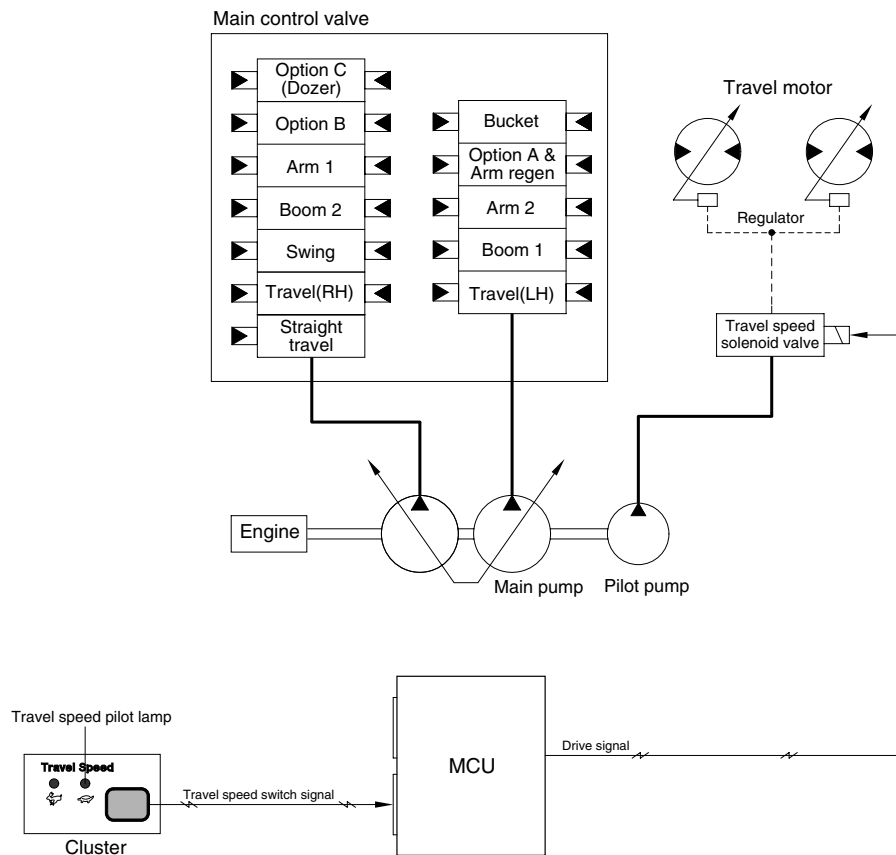 Main control valve
Option C
(Dozer)
Option B
Arm 1
Boom 2
Swing
Travel(RH)
Straight
travel
Bucket
Option A &
Arm regen
Arm 2
Boom 1
Travel(LH)
Travel motor
Regulator
Travel speed
solenoid valve
Engine
Main pump
Pilot pump
Travel speed pilot lamp
Travel Speed
Travel speed switch signal
Cluster
MCU
Drive signal